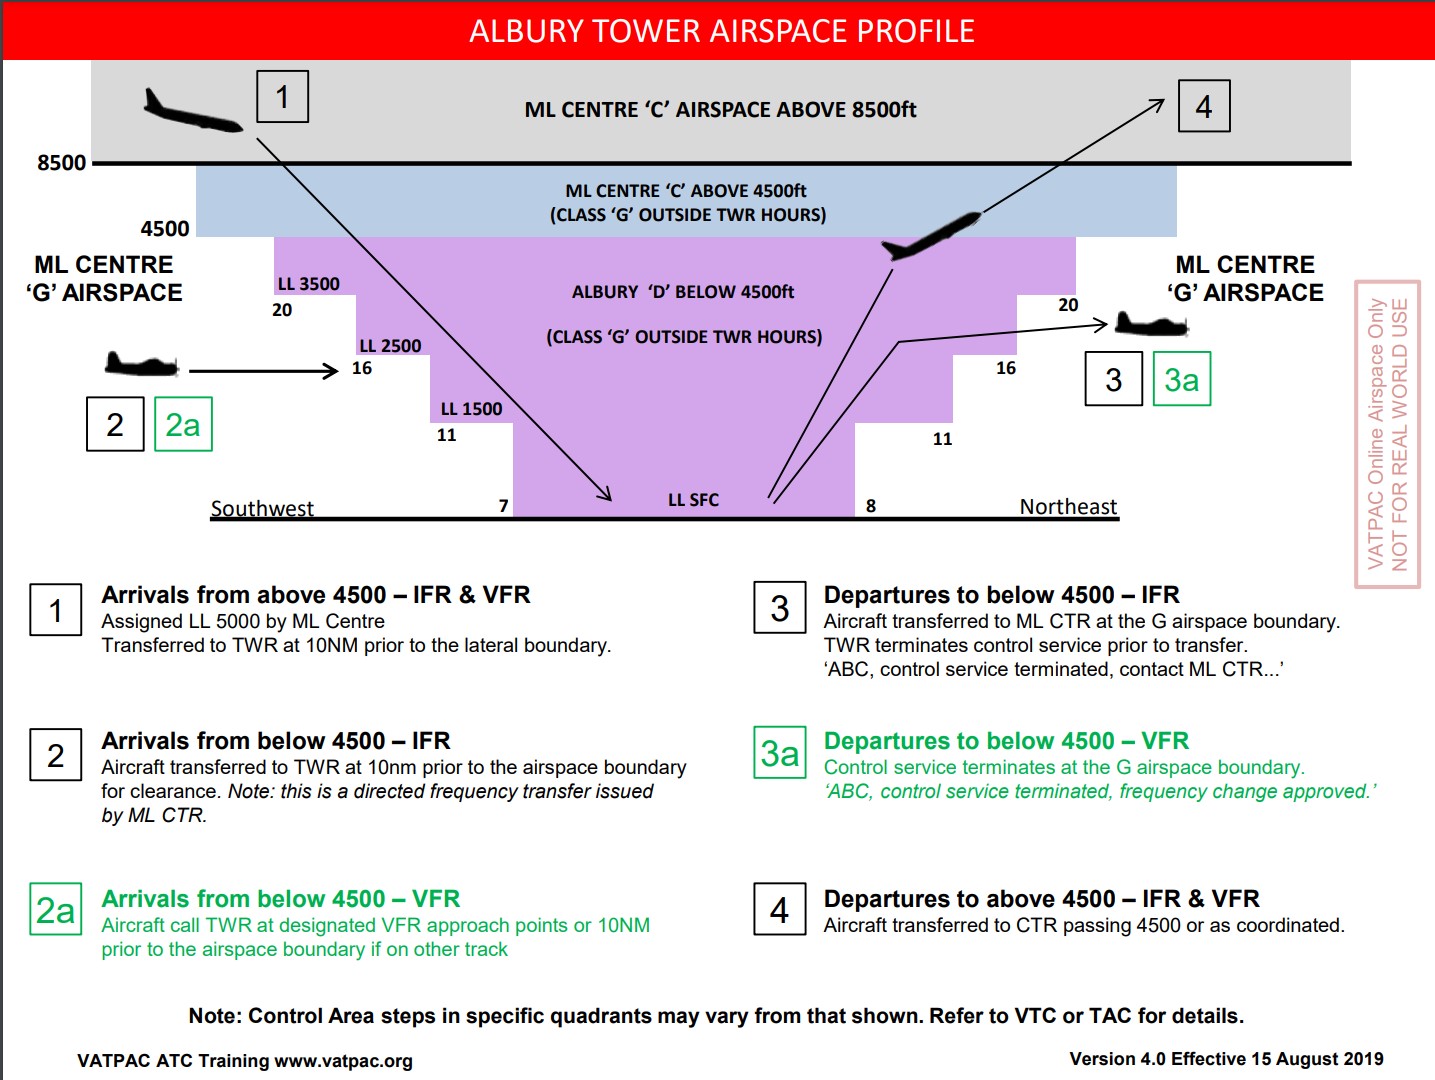 ALBURY TOWER AIRSPACE PROFILE
1
ML CENTRE ‘C’ AIRSPACE ABOVE 8500ft
4
8500
ML CENTRE ‘C’ ABOVE 4500ft
(CLASS ‘G’ OUTSIDE TWR HOURS)
4500
ML CENTRE
‘G’ AIRSPACE
ML CENTRE
‘G’ AIRSPACE
LL 3500
ALBURY ‘D’ BELOW 4500ft
20
20
(CLASS ‘G’ OUTSIDE TWR HOURS)
LL 2500
16
16
2
2a
3
3a
LL 1500
11
11
LL SFC
Southwest
7
8
Northeast
VATPAC Online Airspace Only
NOT FOR REAL WORLD USE
1
Arrivals from above 4500 – IFR & VFR
Assigned LL 5000 by ML Centre
Transferred to TWR at 10NM prior to the lateral boundary.
2
Arrivals from below 4500 – IFR
Aircraft transferred to TWR at 10nm prior to the airspace boundary
for clearance. Note: this is a directed frequency transfer issued
by ML CTR.
2a
Arrivals from below 4500 – VFR
Aircraft call TWR at designated VFR approach points or 10NM
prior to the airspace boundary if on other track
3
Departures to below 4500 – IFR
Aircraft transferred to ML CTR at the G airspace boundary.
TWR terminates control service prior to transfer.
‘ABC, control service terminated, contact ML CTR...’
3a
Departures to below 4500 – VFR
Control service terminates at the G airspace boundary.
‘ABC, control service terminated, frequency change approved.’
4
Departures to above 4500 – IFR & VFR
Aircraft transferred to CTR passing 4500 or as coordinated.
Note: Control Area steps in specific quadrants may vary from that shown. Refer to VTC or TAC for details.
VATPAC ATC Training www.vatpac.org
Version 4.0 Effective 15 August 2019